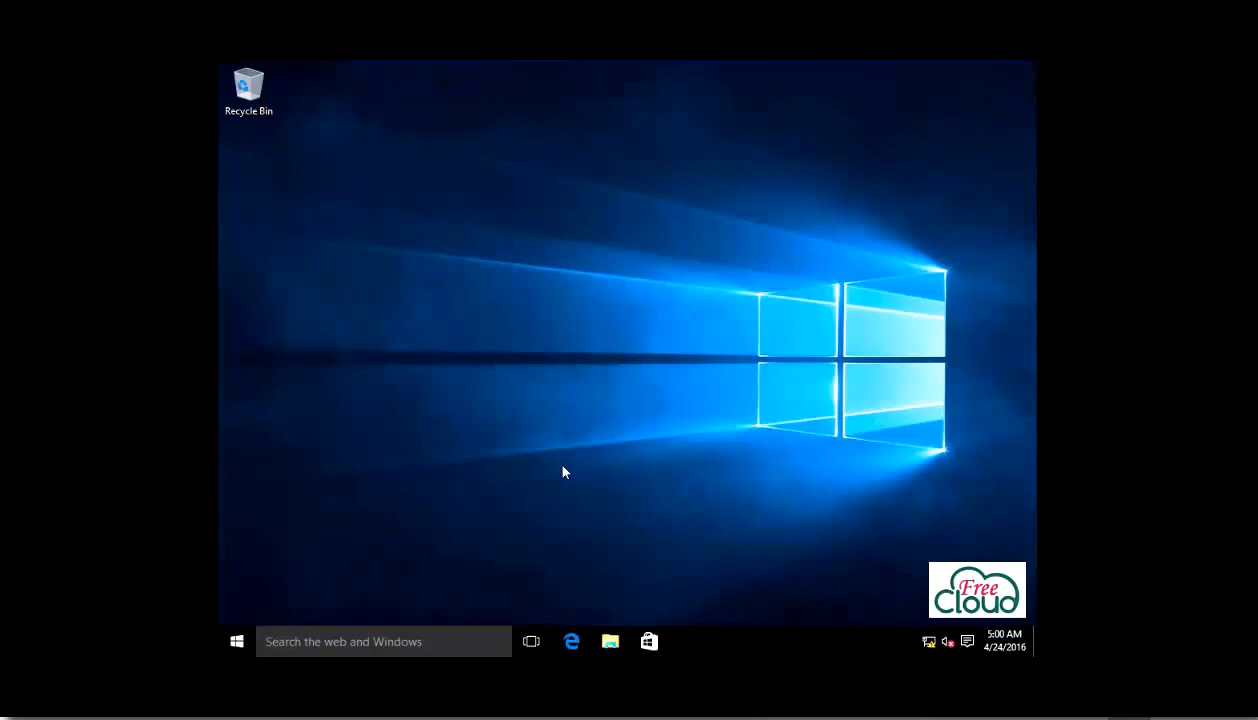 Recycle Bin
Free
Cloud
Search the web and Windows
5:00 AM
4/24/2016